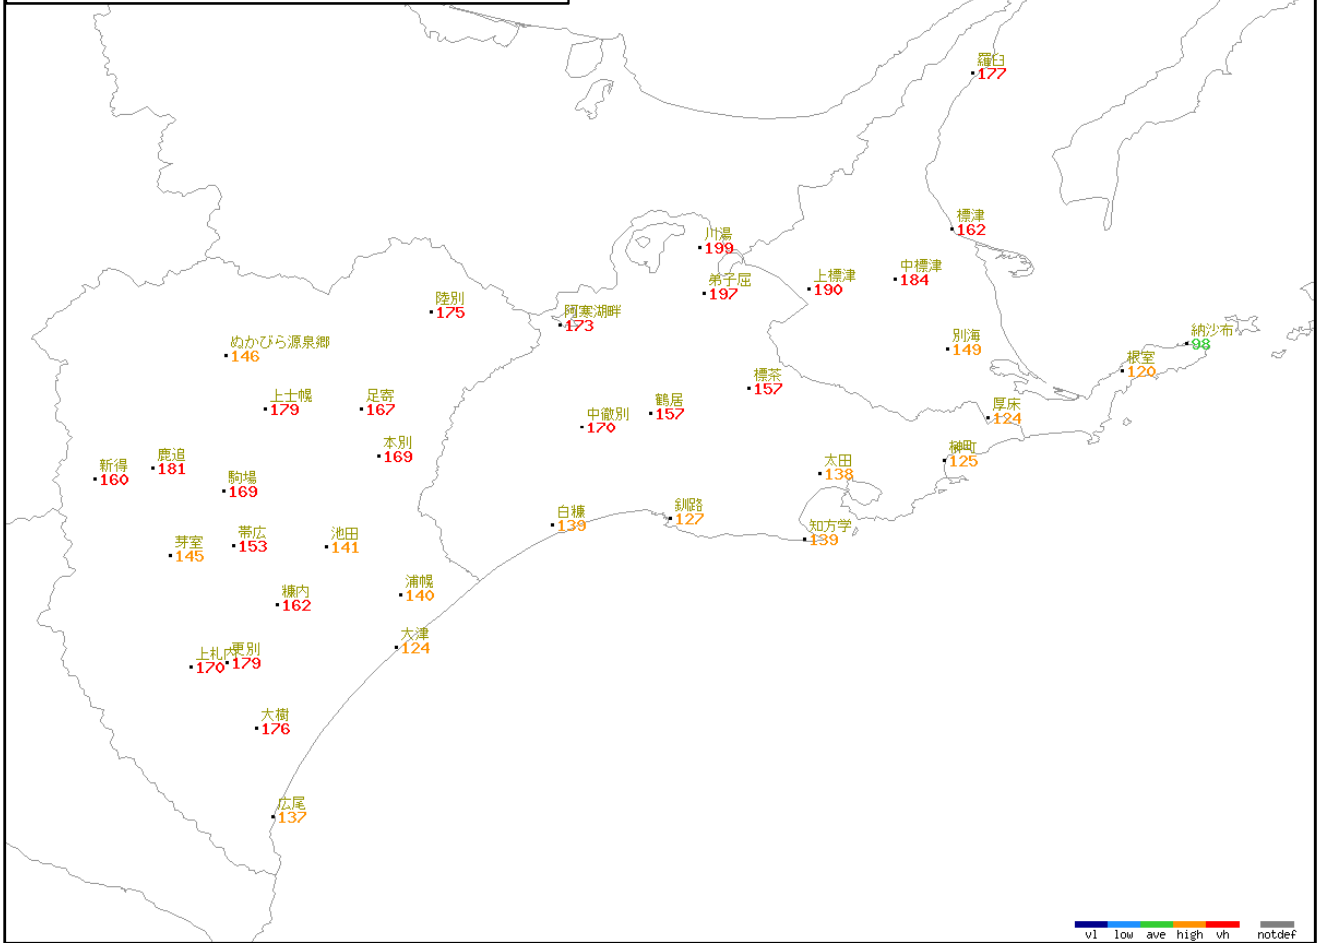 羅臼
177
標津
162
川湯
199
中標津
184
上標津
190
弟子屈
197
陸別
175
阿寒湖畔
173
納沙布
98
ぬかびら源泉郷
146
別海
149
根室
120
標茶
157
上士幌
179
足寄
167
鶴居
157
厚床
124
中徹別
170
本別
169
榊町
125
鹿追
181
新得
160
太田
138
駒場
169
釧路
127
白糠
139
知方学
139
帯広
153
池田
141
芽室
145
浦幌
140
糠内
162
大津
124
更別
179
上札内
170
大樹
176
広尾
137
vl low ave high vh notdef